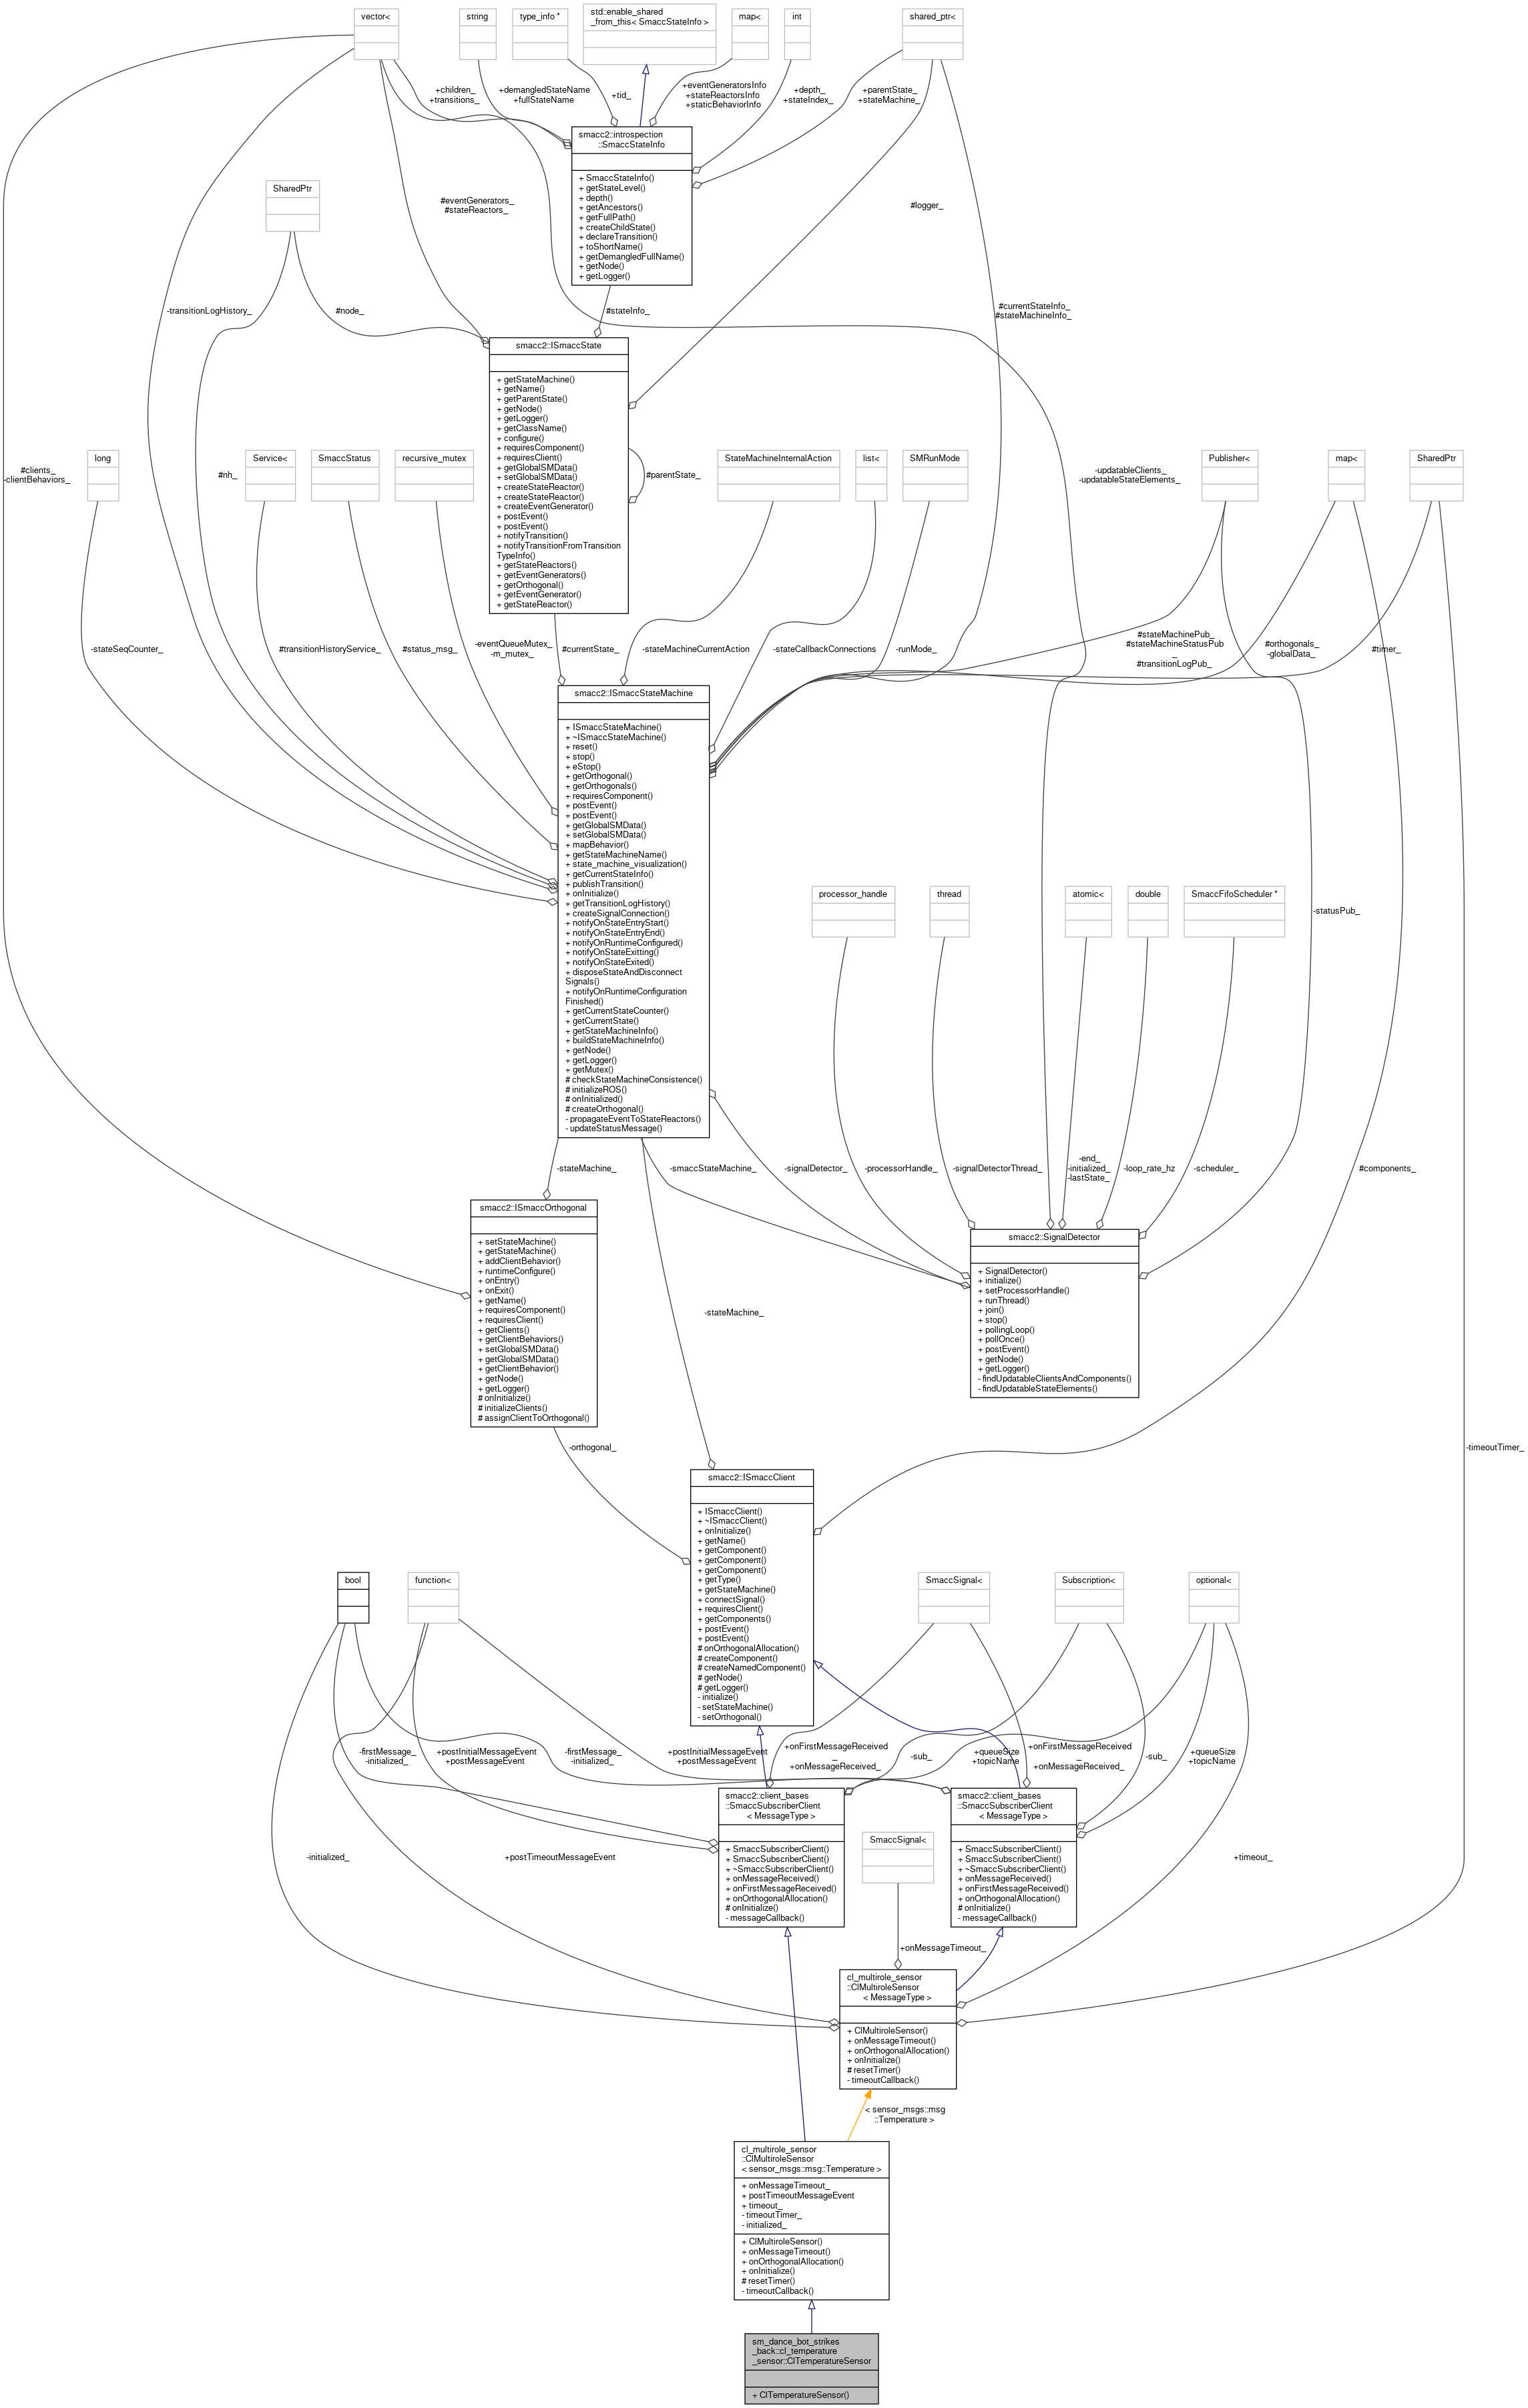 vector<
string
type_info *
std::enable_shared
_from_this< SmaccStateInfo >
map<
int
shared_ptr<
+children_
+transitions_
+demangledStateName
+fullStateName
+tid_
+eventGeneratorsInfo
+stateReactorsInfo
+staticBehaviorInfo
+depth_
+stateIndex_
+parentState_
+stateMachine_
smacc2::introspection
::SmaccStateInfo
+ SmaccStateInfo()
+ getStateLevel()
+ depth()
+ getAncestors()
+ getFullPath()
+ createChildState()
+ declareTransition()
+ toShortName()
+ getDemangledFullName()
+ getNode()
+ getLogger()
SharedPtr
#eventGenerators_
#stateReactors_
#logger_
-transitionLogHistory_
#node_
#stateInfo_
#currentStateInfo_
#stateMachineInfo_
smacc2::ISmaccState
+ getStateMachine()
+ getName()
+ getParentState()
+ getNode()
+ getLogger()
+ getClassName()
+ configure()
+ requiresComponent()
+ requiresClient()
+ getGlobalSMData()
+ setGlobalSMData()
+ createStateReactor()
+ createStateReactor()
+ createEventGenerator()
+ postEvent()
+ postEvent()
+ notifyTransition()
+ notifyTransitionFromTransition
TypeInfo()
+ getStateReactors()
+ getEventGenerators()
+ getOrthogonal()
+ getEventGenerator()
+ getStateReactor()
#parentState_
#clients_
-clientBehaviors_
long
#nh_
Service<
SmaccStatus
recursive_mutex
StateMachineInternalAction
list<
SMRunMode
-updatableClients_
-updatableStateElements_
Publisher<
map<
SharedPtr
-stateSeqCounter_
#transitionHistoryService_
#status_msg_
-eventQueueMutex_
-m_mutex_
#currentState_
-stateMachineCurrentAction
-stateCallbackConnections
-runMode_
#stateMachinePub_
#stateMachineStatusPub
_
#transitionLogPub_
#orthogonals_
-globalData_
#timer_
smacc2::ISmaccStateMachine
+ ISmaccStateMachine()
+ ~ISmaccStateMachine()
+ reset()
+ stop()
+ eStop()
+ getOrthogonal()
+ getOrthogonals()
+ requiresComponent()
+ postEvent()
+ postEvent()
+ getGlobalSMData()
+ setGlobalSMData()
+ mapBehavior()
+ getStateMachineName()
+ state_machine_visualization()
+ getCurrentStateInfo()
+ publishTransition()
+ onInitialize()
+ getTransitionLogHistory()
+ createSignalConnection()
+ notifyOnStateEntryStart()
+ notifyOnStateEntryEnd()
+ notifyOnRuntimeConfigured()
+ notifyOnStateExitting()
+ notifyOnStateExited()
+ disposeStateAndDisconnect
Signals()
+ notifyOnRuntimeConfiguration
Finished()
+ getCurrentStateCounter()
+ getCurrentState()
+ getStateMachineInfo()
+ buildStateMachineInfo()
+ getNode()
+ getLogger()
+ getMutex()
# checkStateMachineConsistence()
# initializeROS()
# onInitialized()
# createOrthogonal()
- propagateEventToStateReactors()
- updateStatusMessage()
processor_handle
thread
atomic<
double
SmaccFifoScheduler *
-statusPub_
-stateMachine_
-smaccStateMachine_
-signalDetector_
-processorHandle_
-signalDetectorThread_
-end_
-initialized_
-lastState_
-loop_rate_hz
-scheduler_
#components_
smacc2::ISmaccOrthogonal
+ setStateMachine()
+ getStateMachine()
+ addClientBehavior()
+ runtimeConfigure()
+ onEntry()
+ onExit()
+ getName()
+ requiresComponent()
+ requiresClient()
+ getClients()
+ getClientBehaviors()
+ setGlobalSMData()
+ getGlobalSMData()
+ getClientBehavior()
+ getNode()
+ getLogger()
# onInitialize()
# initializeClients()
# assignClientToOrthogonal()
smacc2::SignalDetector
+ SignalDetector()
+ initialize()
+ setProcessorHandle()
+ runThread()
+ join()
+ stop()
+ pollingLoop()
+ pollOnce()
+ postEvent()
+ getNode()
+ getLogger()
- findUpdatableClientsAndComponents()
- findUpdatableStateElements()
-stateMachine_
-orthogonal_
-timeoutTimer_
smacc2::ISmaccClient
+ ISmaccClient()
+ ~ISmaccClient()
+ onInitialize()
+ getName()
+ getComponent()
+ getComponent()
+ getComponent()
+ getType()
+ getStateMachine()
+ connectSignal()
+ requiresClient()
+ getComponents()
+ postEvent()
+ postEvent()
# onOrthogonalAllocation()
# createComponent()
# createNamedComponent()
# getNode()
# getLogger()
- initialize()
- setStateMachine()
- setOrthogonal()
bool
function<
SmaccSignal<
Subscription<
optional<
-firstMessage_
-initialized_
+postInitialMessageEvent
+postMessageEvent
-firstMessage_
-initialized_
+postInitialMessageEvent
+postMessageEvent
+onFirstMessageReceived
_
+onMessageReceived_
-sub_
+queueSize
+topicName
+onFirstMessageReceived
_
+onMessageReceived_
-sub_
+queueSize
+topicName
smacc2::client_bases
::SmaccSubscriberClient
< MessageType >
+ SmaccSubscriberClient()
+ SmaccSubscriberClient()
+ ~SmaccSubscriberClient()
+ onMessageReceived()
+ onFirstMessageReceived()
+ onOrthogonalAllocation()
# onInitialize()
- messageCallback()
smacc2::client_bases
::SmaccSubscriberClient
< MessageType >
+ SmaccSubscriberClient()
+ SmaccSubscriberClient()
+ ~SmaccSubscriberClient()
+ onMessageReceived()
+ onFirstMessageReceived()
+ onOrthogonalAllocation()
# onInitialize()
- messageCallback()
SmaccSignal<
-initialized_
+postTimeoutMessageEvent
+timeout_
+onMessageTimeout_
cl_multirole_sensor
::ClMultiroleSensor
< MessageType >
+ ClMultiroleSensor()
+ onMessageTimeout()
+ onOrthogonalAllocation()
+ onInitialize()
# resetTimer()
- timeoutCallback()
< sensor_msgs::msg
::Temperature >
cl_multirole_sensor
::ClMultiroleSensor
< sensor_msgs::msg::Temperature >
+ onMessageTimeout_
+ postTimeoutMessageEvent
+ timeout_
- timeoutTimer_
- initialized_
+ ClMultiroleSensor()
+ onMessageTimeout()
+ onOrthogonalAllocation()
+ onInitialize()
# resetTimer()
- timeoutCallback()
sm_dance_bot_strikes
_back::cl_temperature
_sensor::ClTemperatureSensor
+ ClTemperatureSensor()